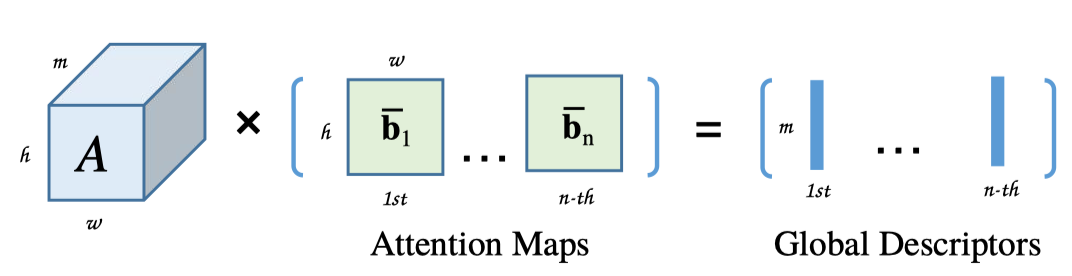 m
h
A
w
×
w
h
b̅₁
...
b̅ₙ
1st
n-th
Attention Maps
=
m
...
1st
n-th
Global Descriptors